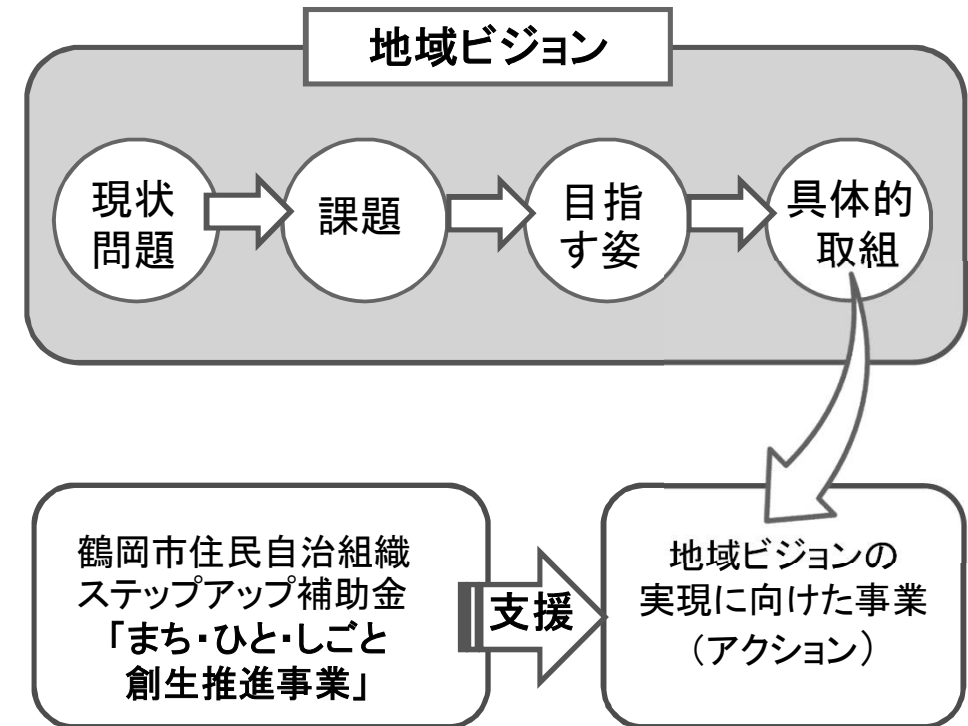 地域ビジョン
現状
問題
課題
目指
す姿
具体的
取組
鶴岡市住民自治組織
ステップアップ補助金
「まち・ひと・しごと
創生推進事業」
支援
地域ビジョンの
実現に向けた事業
（アクション）